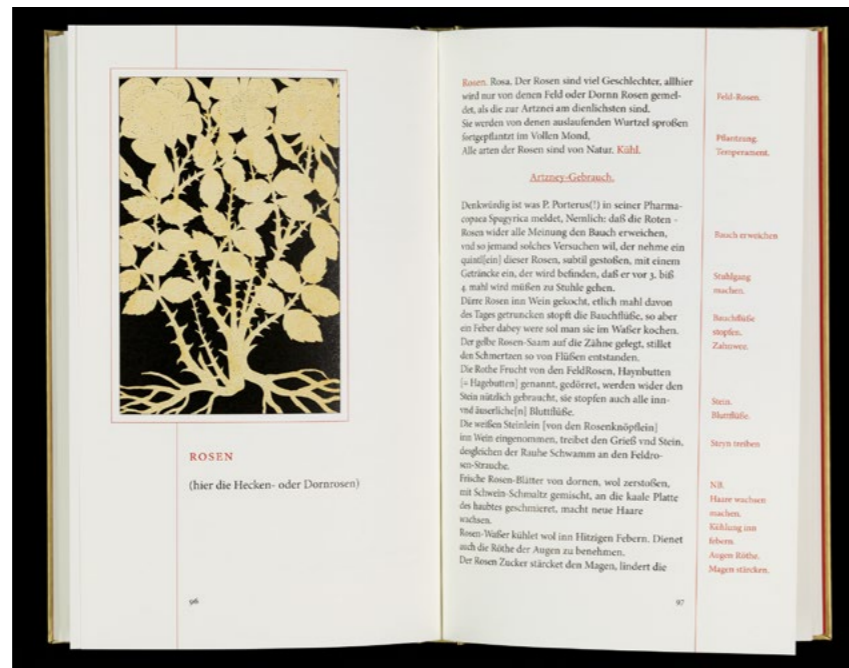 ROSEN
(hier die Hecken- oder Dornrosen)
96
Rosen. Rosa. Der Rosen sind viel Geschlechter, allhier
wird nur von denen Feld oder Dornn Rosen gemel-
det, als die zur Artznei am dienlichsten sind.
Sie werden von denen auslaufenden Wurtzel sproßen
fortgepflantzt im Vollen Mond,
Alle arten der Rosen sind von Natur. Kühl.
Artzney-Gebrauch.
Denkwürdig ist was P. Porterus(!) in seiner Pharma-
copaea Spagyrica meldet, Nemlich: daß die Roten -
Rosen wider alle Meinung den Bauch erweichen,
vnd so jemand solches Versuchen wil, der nehme ein
quintl[ein] dieser Rosen, subtil gestoßen, mit einem
Geträncke ein, der wird befinden, daß er vor 3. biß
4. mahl wird müßen zu Stuhle gehen.
Dürre Rosen inn Wein gekocht, etlich mahl davon
des Tages getruncken stopft die Bauchflüße, so aber
ein Feber dabey were sol man sie im Waßer kochen.
Der gelbe Rosen-Saam auf die Zähne gelegt, stillet
den Schmertzen so von Flüßen entstanden.
Die Rothe Frucht von den FeldRosen, Haynbutten
[= Hagebutten] genannt, gedörret, werden wider den
Stein nützlich gebraucht, sie stopfen auch alle inn-
vnd äusserliche[n] Blutflüße.
Die weißen Steinlein [von den Rosenknöpflein]
inn Wein eingenommen, treibet den Grieß vnd Stein,
desgleichen der Rauhe Schwamm an den Feldro-
sen-Strauche.
Frische Rosen-Blätter von dornen, wol zerstoßen,
mit Schwein-Schmaltz gemischt, an die kaale Platte
des haubtes geschmieret, macht neue Haare
wachsen.
Rosen-Waßer kühlet wol inn Hitzigen Febern. Dienet
auch die Röthe der Augen zu benehmen.
Der Rosen Zucker stärcket den Magen, lindert die
Feld-Rosen.
Pflantzung.
Temperament.
Bauch erweichen
Stuhlgang
machen.
Bauchflüße
stopfen.
Zahnwee.
Stein.
Blutflüße.
Steyn treiben
NB.
Haare wachsen
machen.
Kühlung inn
febern.
Augen Röthe.
Magen stärcken.
97